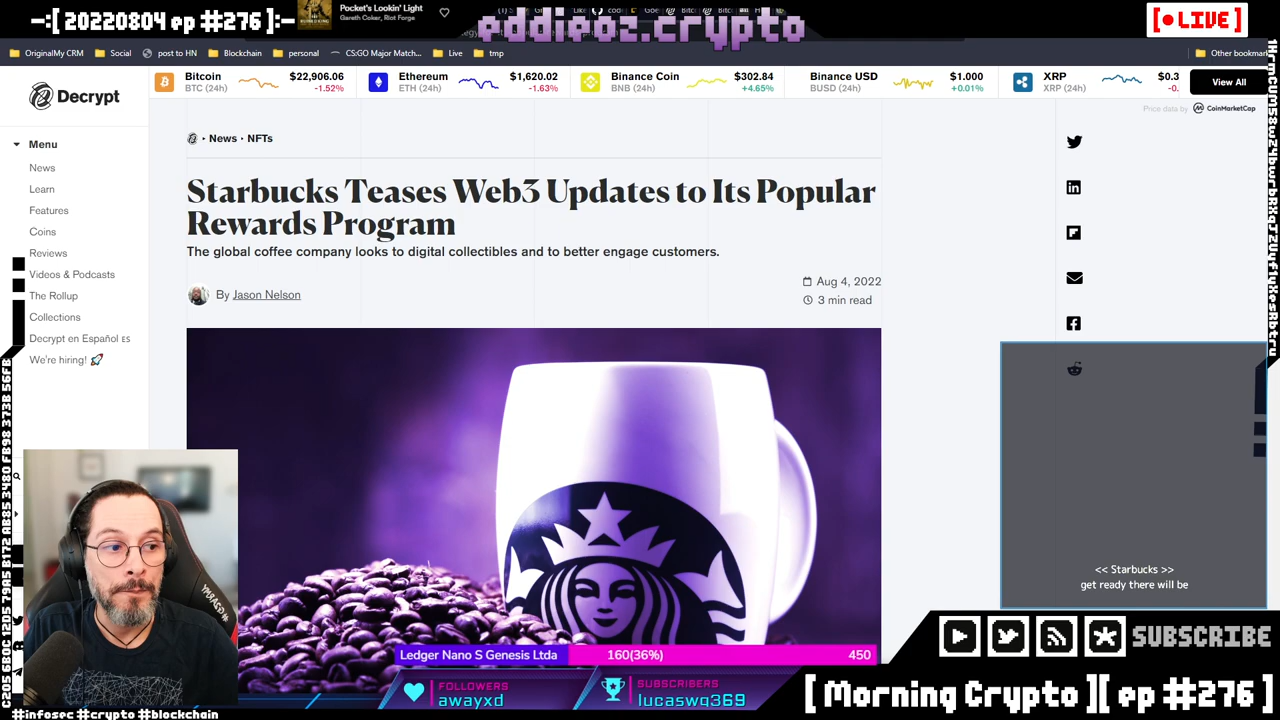 -:[ 20220804 ep #276 ]:-
Pocket's Lookin' Light
Gareth Coker, Riot Forge
eddieoz.crypto
[ • LIVE ]
OriginalMy CRM
Social
post to HN
Blockchain
personal
CS:GO Major Match...
Live
tmp
Other bookmar
Decrypt
Bitcoin $22,906.06
BTC (24h) -1.52%
Ethereum $1,620.02
ETH (24h) -1.63%
Binance Coin $302.84
BNB (24h) +4.65%
Binance USD $1.000
BUSD (24h) +0.01%
XRP $0.3
XRP (24h) -0.
View All
Price data by CoinMarketCap
Menu
News
Learn
Features
Coins
Reviews
Videos & Podcasts
The Rollup
Collections
Decrypt en Español ES
We're hiring! 🚀
• News • NFTs
Starbucks Teases Web3 Updates to Its Popular
Rewards Program
The global coffee company looks to digital collectibles and to better engage customers.
By Jason Nelson
Aug 4, 2022
3 min read
<< Starbucks >>
get ready there will be
Ledger Nano S Genesis Ltda 160(36%) 450
FOLLOWERS
awayxd
SUBSCRIBERS
lucaswq369
SUBSCRIBE
[ Morning Crypto ][ ep #276 ]
#infosec #crypto #blockchain